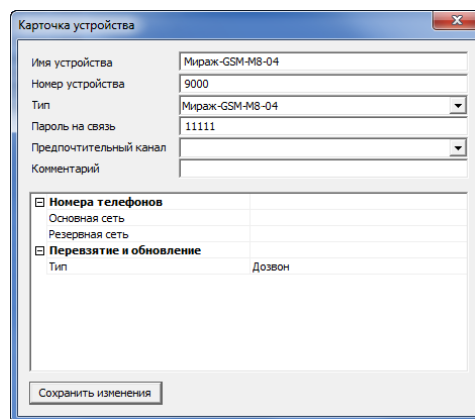 Карточка устройства
Имя устройства Мираж-GSM-M8-04
Номер устройства 9000
Тип Мираж-GSM-M8-04
Пароль на связь 11111
Предпочтительный канал
Комментарий
Номера телефонов
Основная сеть
Резервная сеть
Перевзятие и обновление
Тип Дозвон
Сохранить изменения